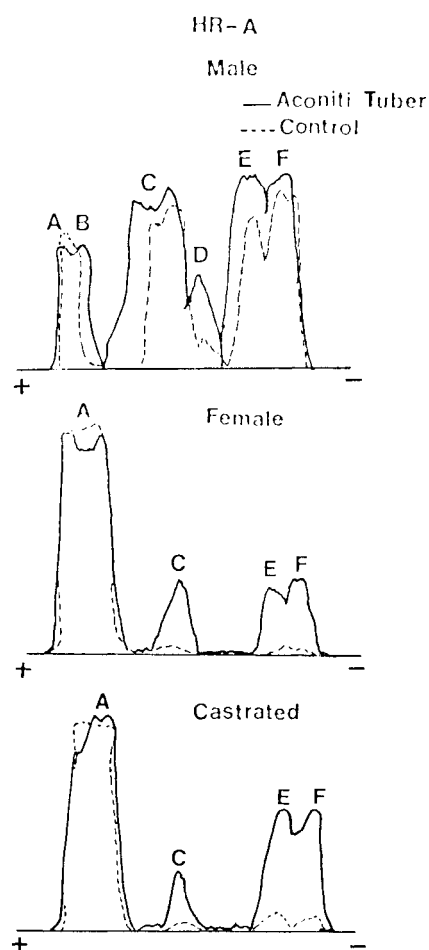 HR-A
Male
— Aconiti Tuber
---- Control
A B C D E F
+ −
A Female
C E F
+ −
A Castrated
C E F
+ −